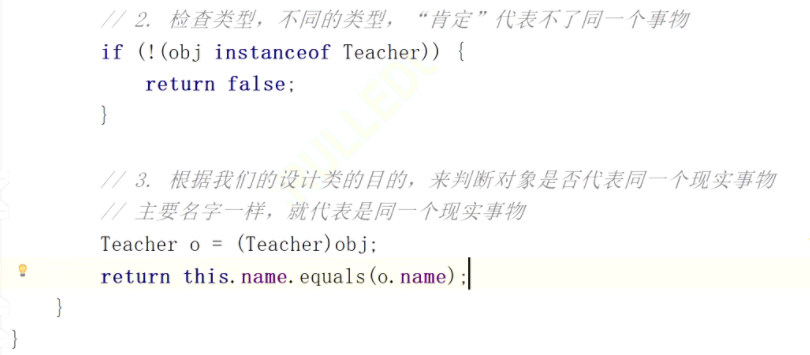 // 2. 检查类型，不同的类型，“肯定”代表不了同一个事物
if (!(obj instanceof Teacher)) {
return false;
}
// 3. 根据我们的设计类的目的，来判断对象是否代表同一个现实事物
// 主要名字一样，就代表是同一个现实事物
Teacher o = (Teacher)obj;
return this.name.equals(o.name);
}
}